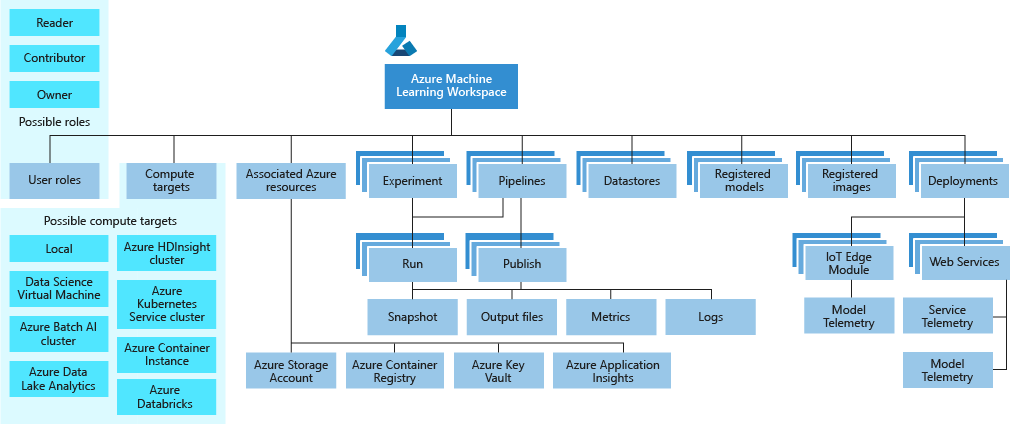 Reader
Contributor
Owner
Possible roles
Azure Machine
Learning Workspace
User roles
Compute
targets
Associated Azure
resources
Experiment
Pipelines
Datastores
Registered
models
Registered
images
Deployments
Possible compute targets
Local
Azure HDInsight
cluster
Data Science
Virtual Machine
Azure
Kubernetes
Service cluster
Azure Batch AI
cluster
Azure Container
Instance
Azure Data
Lake Analytics
Azure
Databricks
Run
Publish
IoT Edge
Module
Web Services
Snapshot
Output files
Metrics
Logs
Model
Telemetry
Service
Telemetry
Azure Storage
Account
Azure Container
Registry
Azure Key
Vault
Azure Application
Insights
Model
Telemetry